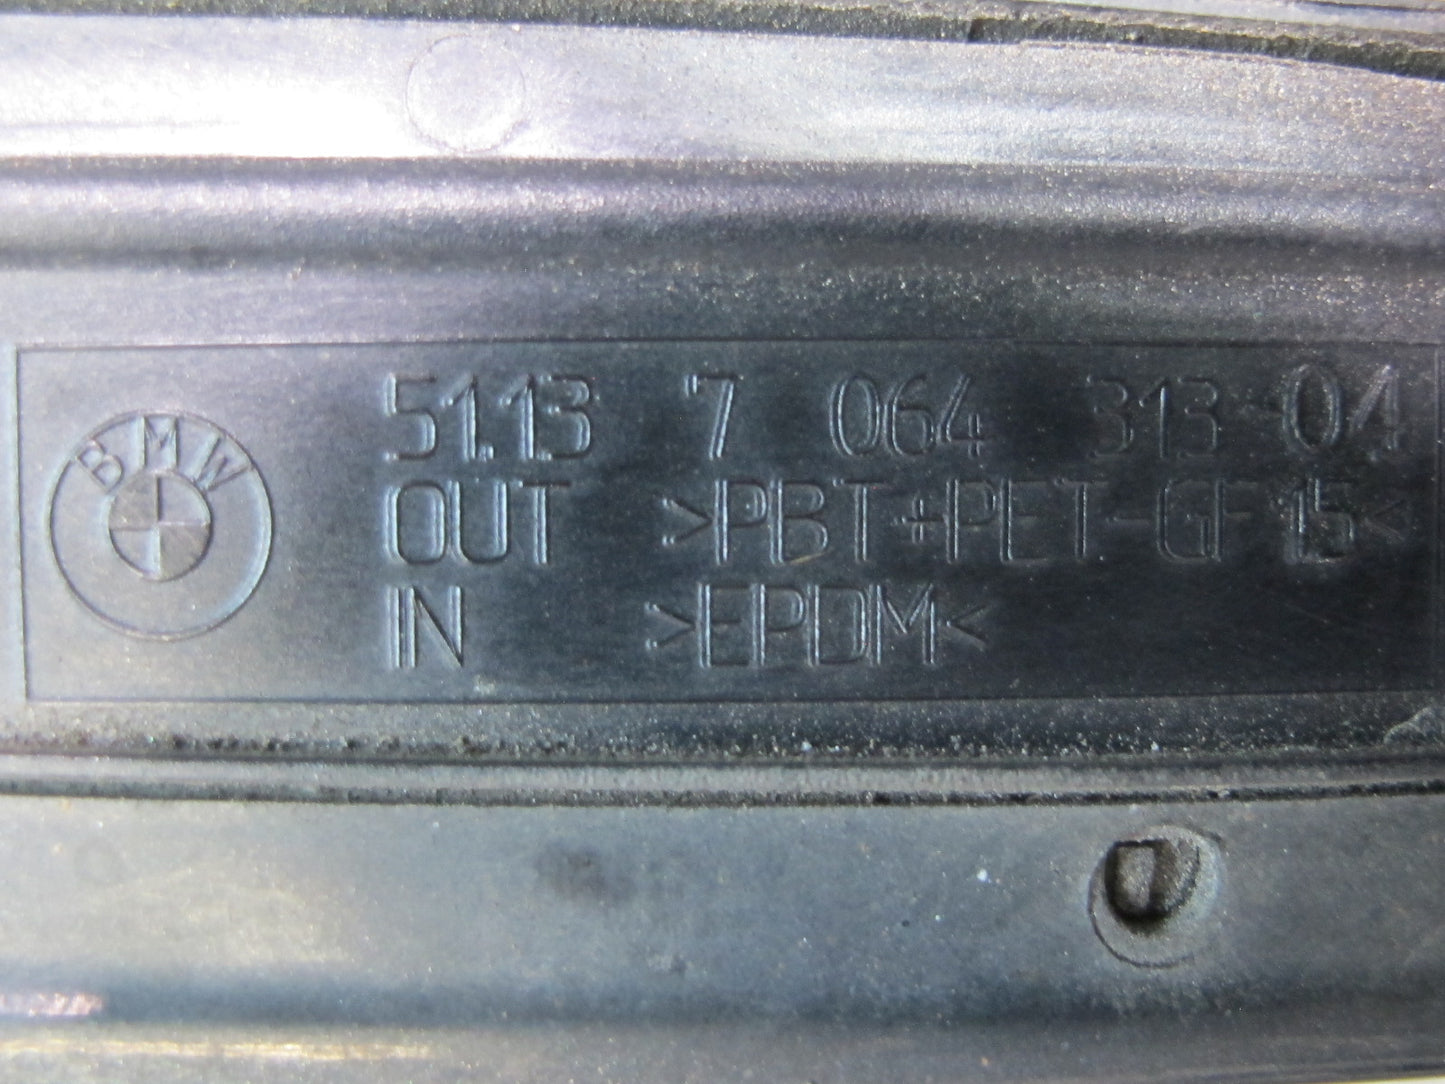 BMW
51.13 7 064 313-04
OUT >PBT+PET-GF15<
IN >EPDM<